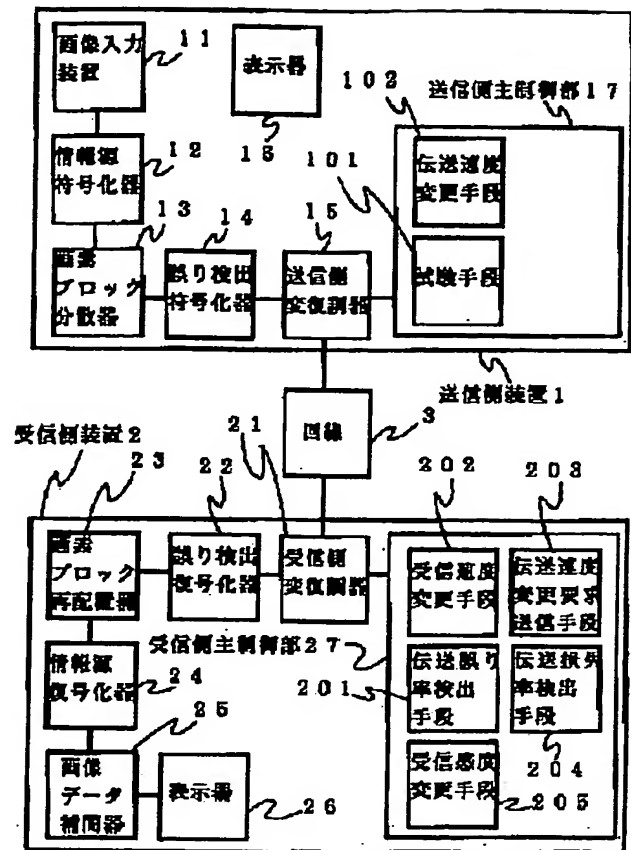 画像入力
装置
11
表示器
16
102
送信側主制御部17
伝送速度
変更手段
情報源
符号化器
12
101
試験手段
13
14
15
画素
ブロック
分散器
誤り検出
符号化器
送信側
変復調器
送信側装置1
回線
3
受信側装置2
23
22
21
202
203
画素
ブロック
再配置器
誤り検出
復号化器
受信側
変復調器
受信速度
変更手段
伝送速度
変更要求
送信手段
情報源
復号化器
24
受信側主制御部27
201
伝送誤り
率検出
手段
伝送損失
率検出
手段
204
25
画像
データ
補間器
表示器
26
受信感度
変更手段
205